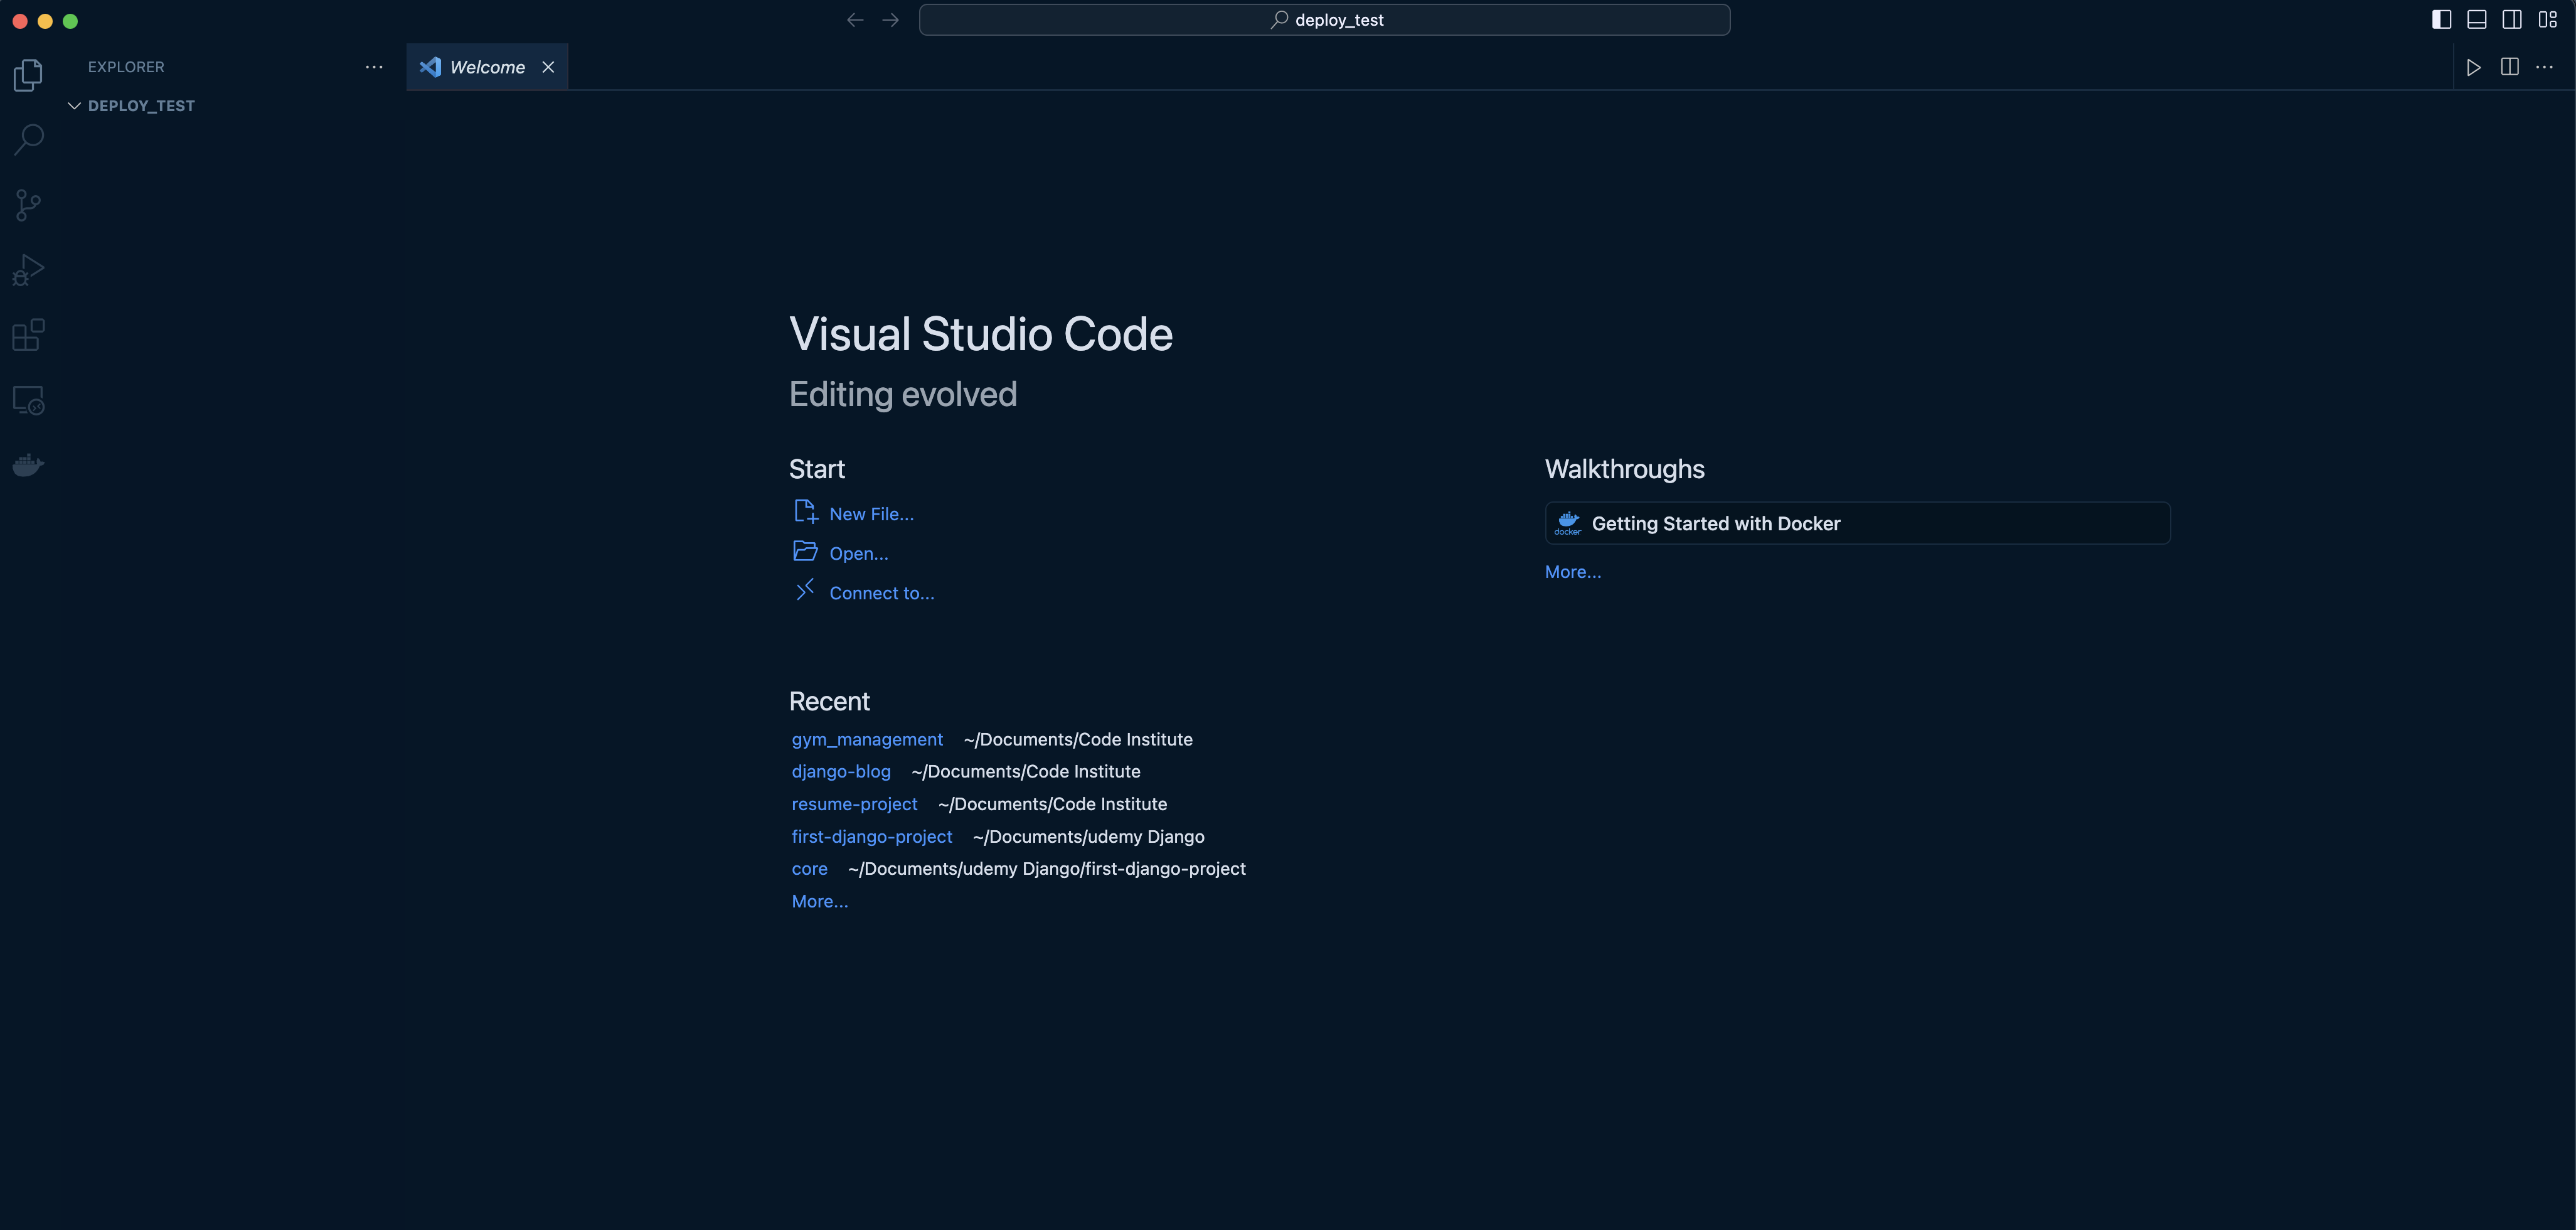 deploy_test
EXPLORER
DEPLOY_TEST
Welcome
Visual Studio Code
Editing evolved
Start
New File...
Open...
Connect to...
Walkthroughs
docker
Getting Started with Docker
More...
Recent
gym_management ~/Documents/Code Institute
django-blog ~/Documents/Code Institute
resume-project ~/Documents/Code Institute
first-django-project ~/Documents/udemy Django
core ~/Documents/udemy Django/first-django-project
More...